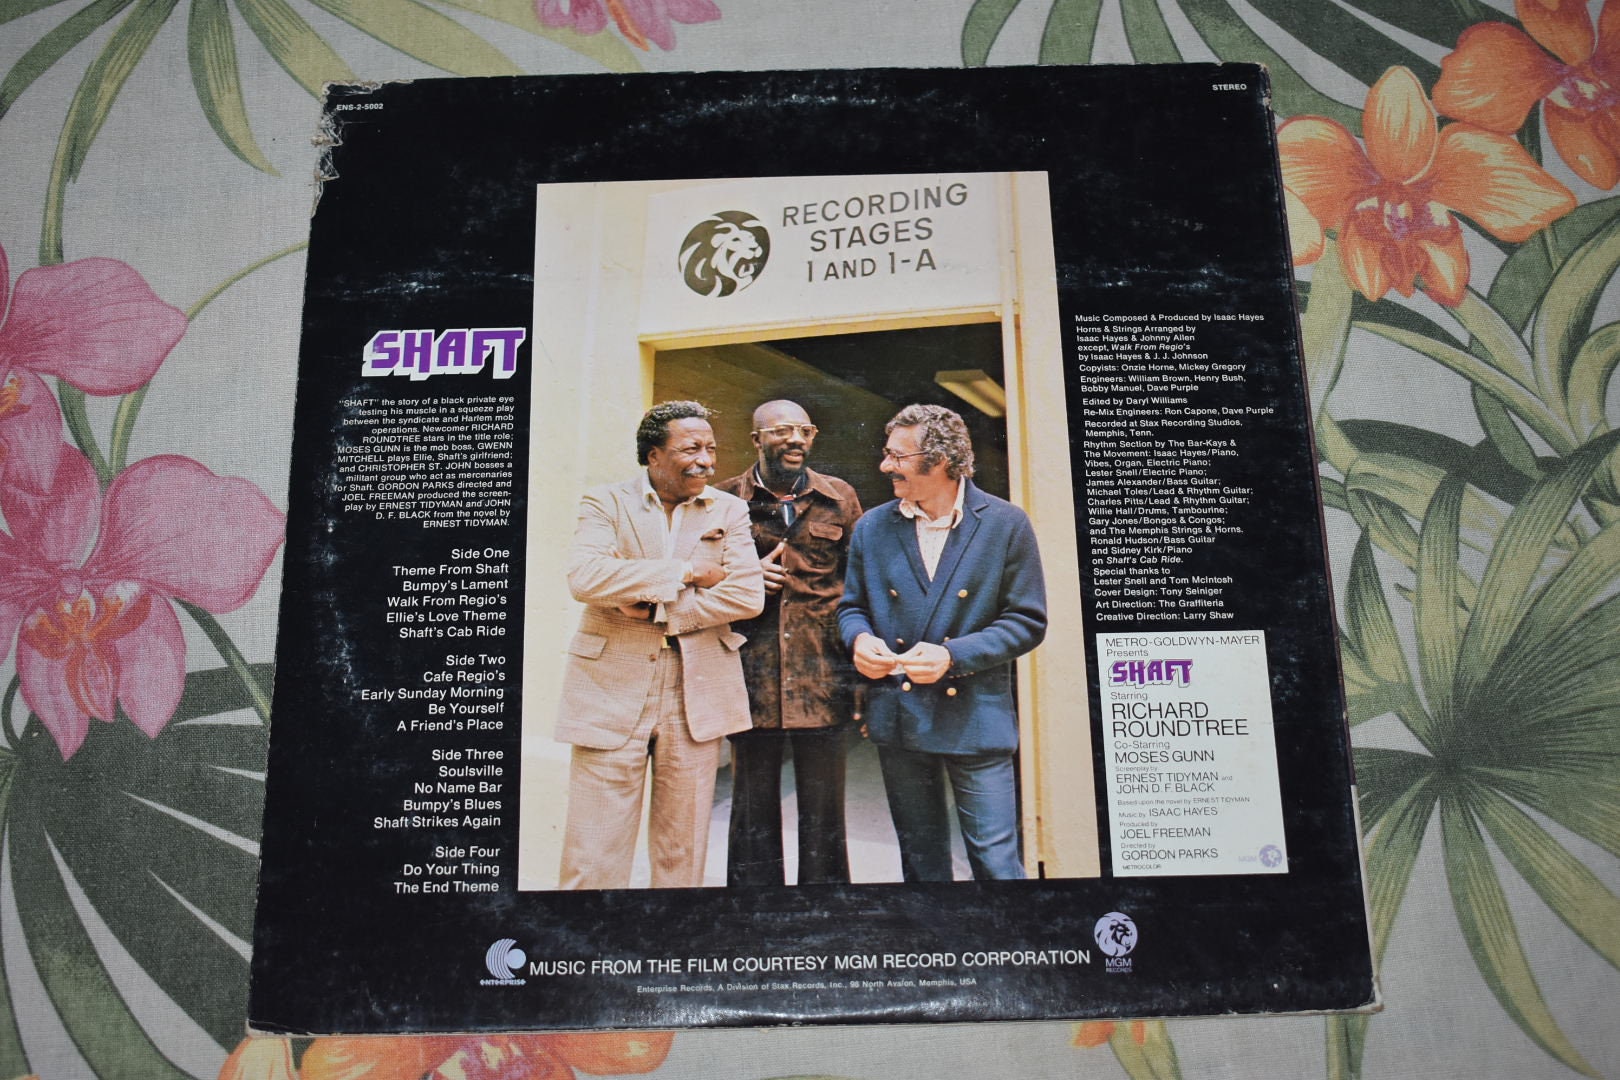 ENS-2-5002
STEREO
RECORDING
STAGES
1 AND 1-A
SHAFT
"SHAFT" the story of a black private eye
testing his muscle in a squeeze play
between the syndicate and Harlem mob
operations. Newcomer RICHARD
ROUNDTREE stars in the title role;
MOSES GUNN is the mob boss, GWENN
MITCHELL plays Ellie, Shaft's girlfriend;
and CHRISTOPHER ST. JOHN bosses a
militant group who act as mercenaries
for Shaft. GORDON PARKS directed and
JOEL FREEMAN produced the screen-
play by ERNEST TIDYMAN and JOHN
D. F. BLACK from the novel by
ERNEST TIDYMAN.
Side One
Theme From Shaft
Bumpy's Lament
Walk From Regio's
Ellie's Love Theme
Shaft's Cab Ride
Side Two
Cafe Regio's
Early Sunday Morning
Be Yourself
A Friend's Place
Side Three
Soulsville
No Name Bar
Bumpy's Blues
Shaft Strikes Again
Side Four
Do Your Thing
The End Theme
Music Composed & Produced by Isaac Hayes
Horns & Strings Arranged by
Isaac Hayes & Johnny Allen
except, Walk From Regio's
by Isaac Hayes & J. J. Johnson
Copyists: Onzie Horne, Mickey Gregory
Engineers: William Brown, Henry Bush,
Bobby Manuel, Dave Purple
Edited by Daryl Williams
Re-Mix Engineers: Ron Capone, Dave Purple
Recorded at Stax Recording Studios,
Memphis, Tenn.
Rhythm Section by The Bar-Kays &
The Movement: Isaac Hayes/Piano,
Vibes, Organ, Electric Piano;
Lester Snell/Electric Piano;
James Alexander/Bass Guitar;
Michael Toles/Lead & Rhythm Guitar;
Charles Pitts/Lead & Rhythm Guitar;
Willie Hall/Drums, Tambourine;
Gary Jones/Bongos & Congos;
and The Memphis Strings & Horns.
Ronald Hudson/Bass Guitar
and Sidney Kirk/Piano
on Shaft's Cab Ride.
Special thanks to
Lester Snell and Tom McIntosh
Cover Design: Tony Seiniger
Art Direction: The Graffiteria
Creative Direction: Larry Shaw
METRO-GOLDWYN-MAYER
Presents
SHAFT
Starring
RICHARD
ROUNDTREE
Co-Starring
MOSES GUNN
Screenplay by
ERNEST TIDYMAN and
JOHN D. F. BLACK
Based upon the novel by ERNEST TIDYMAN
Music by ISAAC HAYES
Produced by
JOEL FREEMAN
Directed by
GORDON PARKS
METROCOLOR
MGM
ENTERPRISE
MUSIC FROM THE FILM COURTESY MGM RECORD CORPORATION
MGM
RECORDS
Enterprise Records, A Division of Stax Records, Inc., 98 North Avalon, Memphis, USA